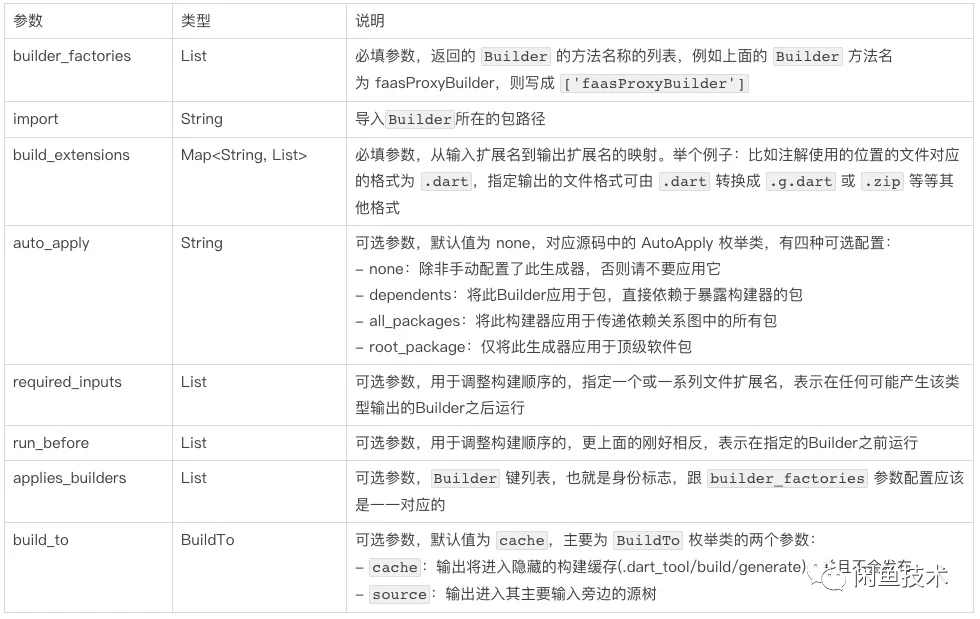 参数 类型 说明
builder_factories List 必填参数，返回的 Builder 的方法名称的列表，例如上面的 Builder 方法名
为 faasProxyBuilder，则写成 ['faasProxyBuilder']
import String 导入Builder所在的包路径
build_extensions Map<String, List> 必填参数，从输入扩展名到输出扩展名的映射。举个例子：比如注解使用的位置的文件对应
的格式为 .dart，指定输出的文件格式可由 .dart 转换成 .g.dart 或 .zip 等等其
他格式
auto_apply String 可选参数，默认值为 none，对应源码中的 AutoApply 枚举类，有四种可选配置：
– none：除非手动配置了此生成器，否则请不要应用它
– dependents：将此Builder应用于包，直接依赖于暴露构建器的包
– all_packages：将此构建器应用于传递依赖关系图中的所有包
– root_package：仅将此生成器应用于顶级软件包
required_inputs List 可选参数，用于调整构建顺序的，指定一个或一系列文件扩展名，表示在任何可能产生该类
型输出的Builder之后运行
run_before List 可选参数，用于调整构建顺序的，更上面的刚好相反，表示在指定的Builder之前运行
applies_builders List 可选参数，Builder 键列表，也就是身份标志，跟 builder_factories 参数配置应该
是一一对应的
build_to BuildTo 可选参数，默认值为 cache，主要为 BuildTo 枚举类的两个参数：
– cache：输出将进入隐藏的构建缓存(.dart_tool/build/generate)，并且不会发布
– source：输出进入其主要输入旁边的源树
闲鱼技术